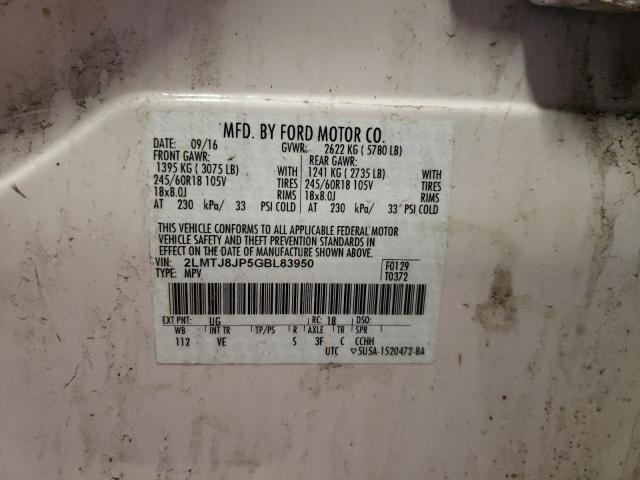 MFD. BY FORD MOTOR CO.
DATE: 09/16 GVWR: 2622 KG ( 5780 LB)
FRONT GAWR: REAR GAWR:
1395 KG ( 3075 LB) WITH 1241 KG ( 2735 LB) WITH
245/60R18 105V TIRES 245/60R18 105V TIRES
18x8.0J RIMS 18x8.0J RIMS
AT 230 kPa/ 33 PSI COLD AT 230 kPa/ 33 PSI COLD
THIS VEHICLE CONFORMS TO ALL APPLICABLE FEDERAL MOTOR
VEHICLE SAFETY AND THEFT PREVENTION STANDARDS IN
EFFECT ON THE DATE OF MANUFACTURE SHOWN ABOVE.
VIN: 2LMTJ8JP5GBL83950 F0129
TYPE: MPV T0372
EXT PNT: UG RC: 18 DSO:
WB INT TR TP/PS R AXLE TR SPR
112 VE S 3F C CCHH
UTC ▽5U5A-1520472-BA